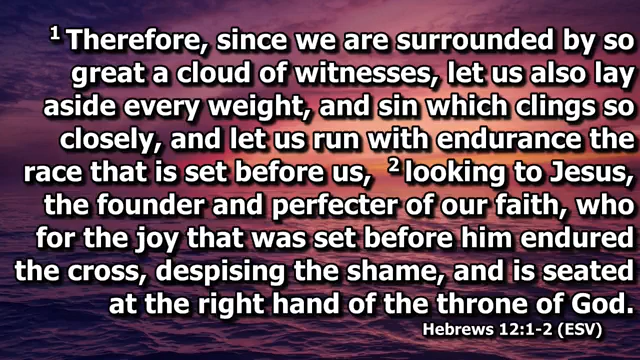 ¹ Therefore, since we are surrounded by so
great a cloud of witnesses, let us also lay
aside every weight, and sin which clings so
closely, and let us run with endurance the
race that is set before us, ² looking to Jesus,
the founder and perfecter of our faith, who
for the joy that was set before him endured
the cross, despising the shame, and is seated
at the right hand of the throne of God.
Hebrews 12:1-2 (ESV)